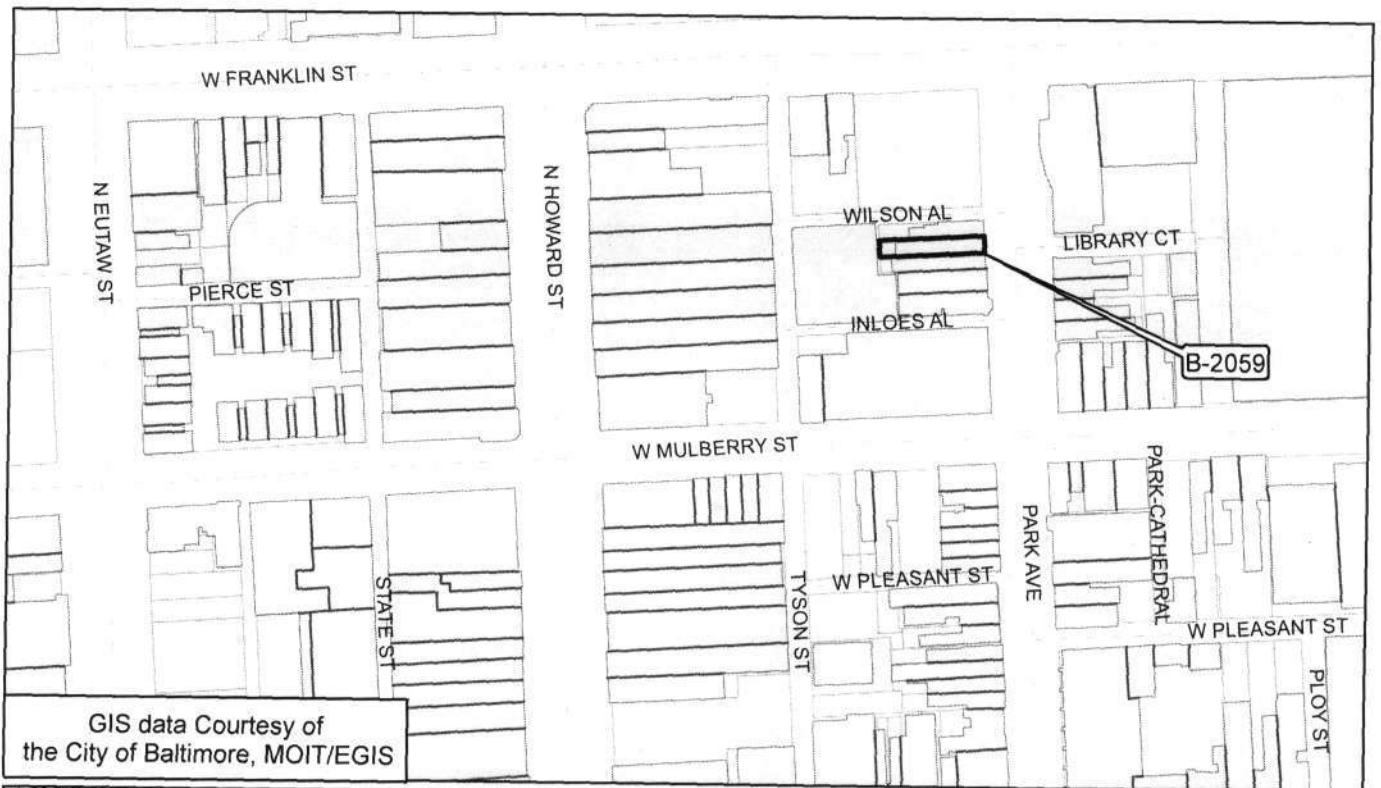 W FRANKLIN ST
N EUTAW ST
N HOWARD ST
WILSON AL
LIBRARY CT
PIERCE ST
INLOES AL
B-2059
W MULBERRY ST
PARK-CATHEDRAL
PARK AVE
STATE ST
TYSON ST
W PLEASANT ST
W PLEASANT ST
PLOY ST
GIS data Courtesy of
the City of Baltimore, MOIT/EGIS